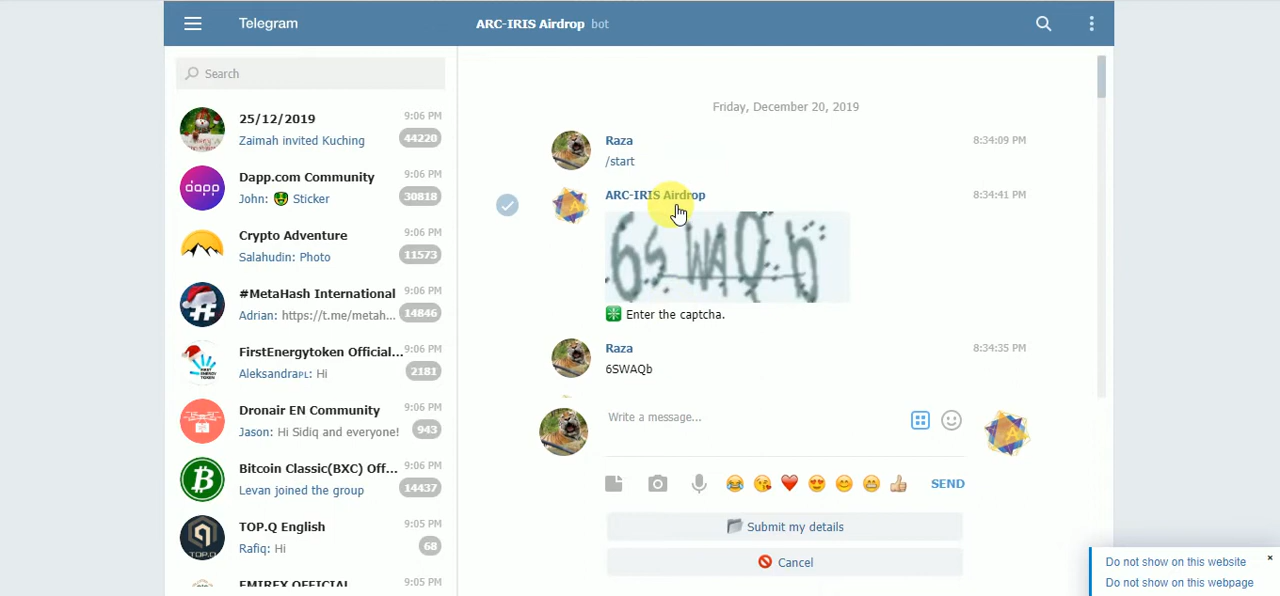 Telegram
ARC-IRIS Airdrop bot
Search
25/12/2019 9:06 PM
Zaimah invited Kuching 44220
Dapp.com Community 9:06 PM
dapp
John: Sticker 30818
Crypto Adventure 9:06 PM
Salahudin: Photo 11573
#MetaHash International 9:06 PM
#
Adrian: https://t.me/metah... 14846
FirstEnergytoken Official... 9:06 PM
AleksandraPL: Hi 2181
Dronair EN Community 9:06 PM
Jason: Hi Sidiq and everyone! 943
Bitcoin Classic(BXC) Off... 9:06 PM
Levan joined the group 14437
TOP.Q English 9:05 PM
TOP.Q
Rafiq: Hi 68
EMIREX OFFICIAL 9:05 PM
Friday, December 20, 2019
Raza 8:34:09 PM
/start
ARC-IRIS Airdrop 8:34:41 PM
Enter the captcha.
Raza 8:34:35 PM
6SWAQb
Write a message...
SEND
Submit my details
Cancel
Do not show on this website
Do not show on this webpage